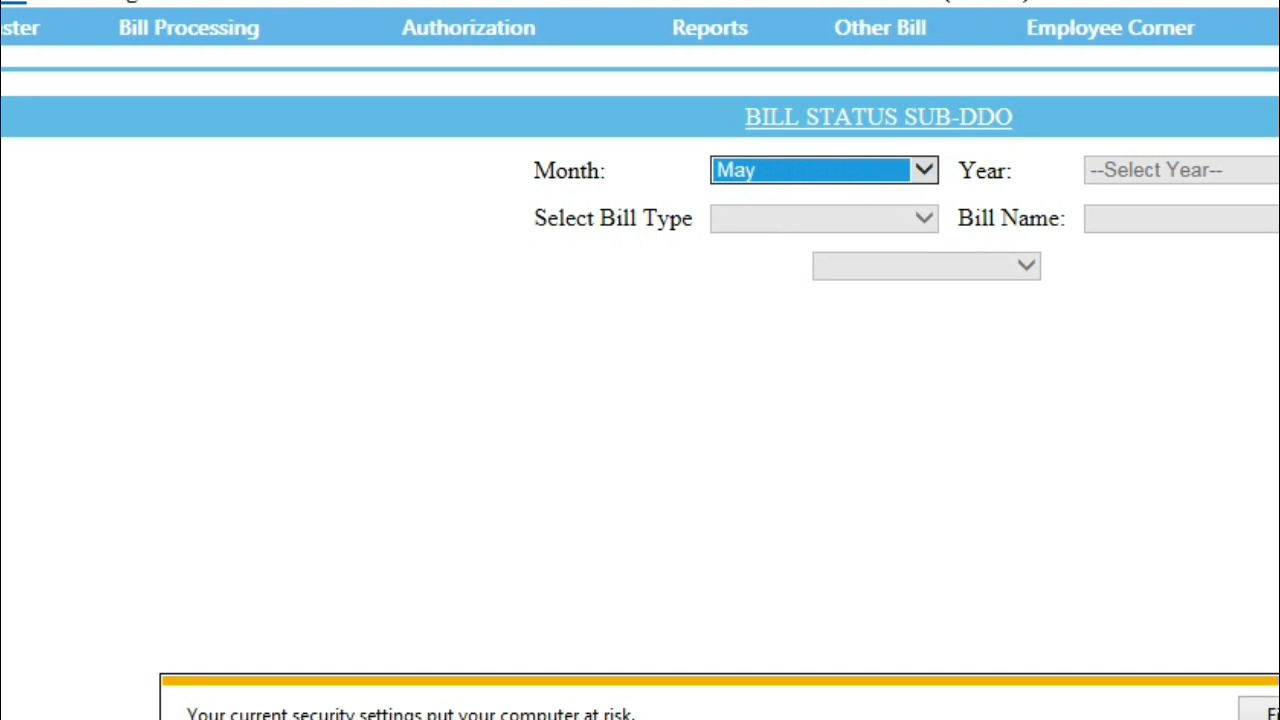 ster Bill Processing Authorization Reports Other Bill Employee Corner
BILL STATUS SUB-DDO
Month: May Year: --Select Year--
Select Bill Type Bill Name:
Your current security settings put your computer at risk.